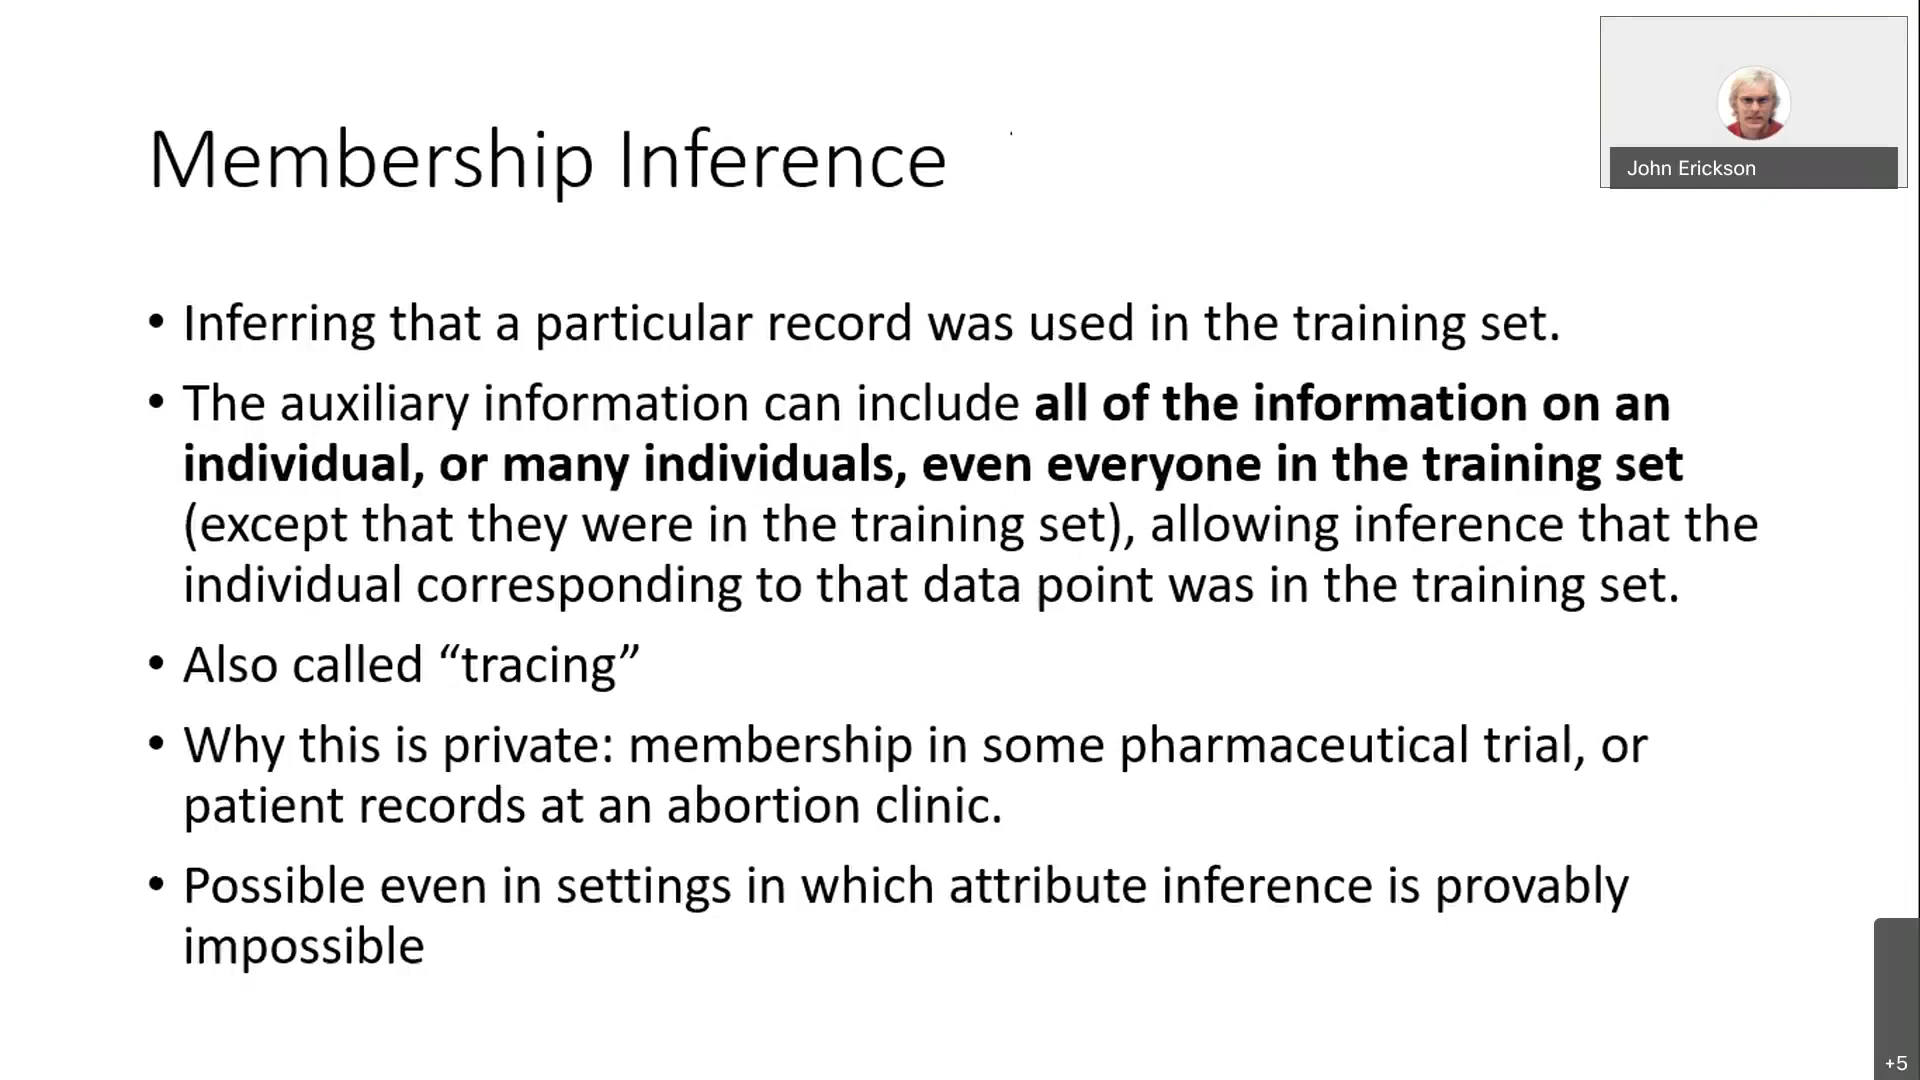 Membership Inference
John Erickson
• Inferring that a particular record was used in the training set.
• The auxiliary information can include all of the information on an
individual, or many individuals, even everyone in the training set
(except that they were in the training set), allowing inference that the
individual corresponding to that data point was in the training set.
• Also called “tracing”
• Why this is private: membership in some pharmaceutical trial, or
patient records at an abortion clinic.
• Possible even in settings in which attribute inference is provably
impossible
+5